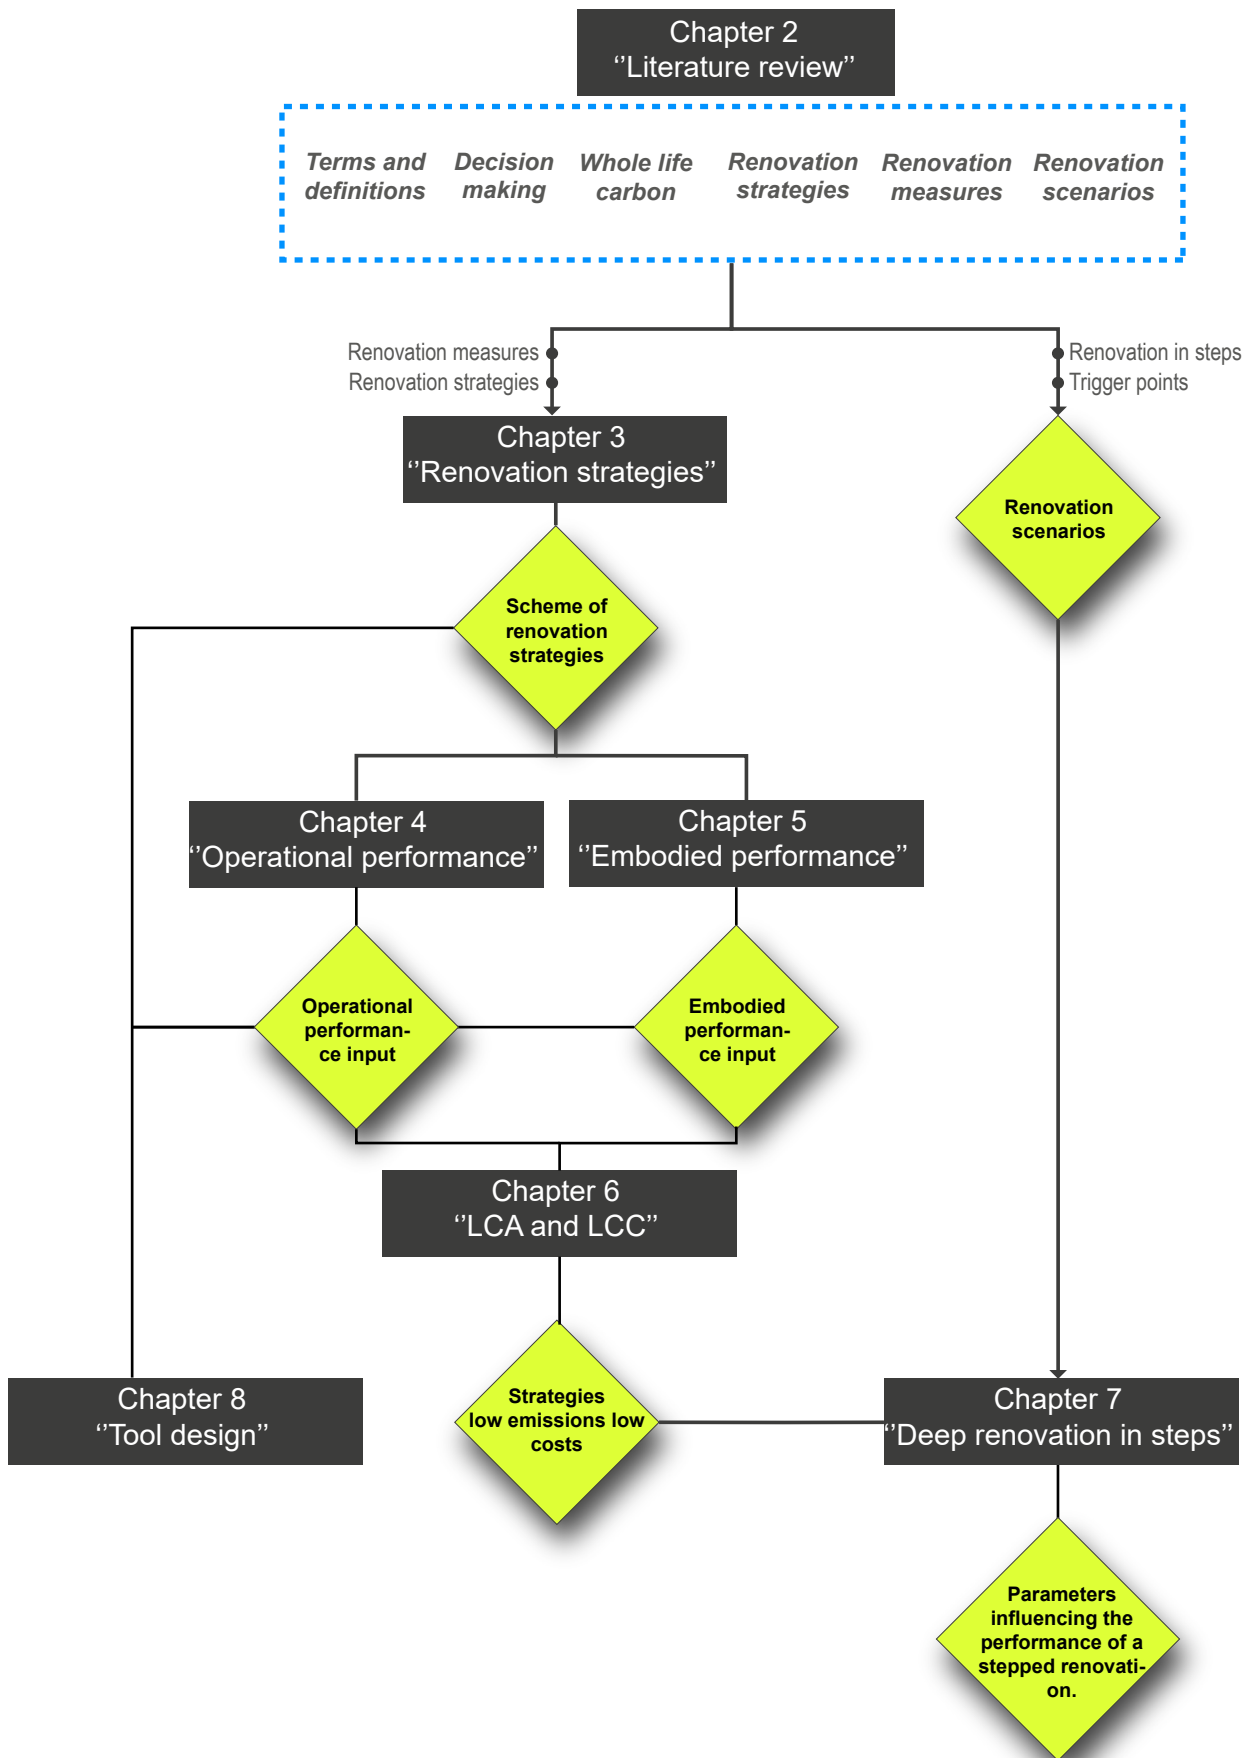 Chapter 2
‘’Literature review’’
Terms and
definitions
Decision
making
Whole life
carbon
Renovation
strategies
Renovation
measures
Renovation
scenarios
Renovation measures
Renovation strategies
Renovation in steps
Trigger points
Chapter 3
‘’Renovation strategies’’
Renovation
scenarios
Scheme of
renovation
strategies
Chapter 4
‘’Operational performance’’
Chapter 5
‘’Embodied performance’’
Operational
performan-
ce input
Embodied
performan-
ce input
Chapter 6
‘’LCA and LCC’’
Chapter 8
‘’Tool design’’
Strategies
low emissions low
costs
Chapter 7
‘’Deep renovation in steps’’
Parameters
influencing the
performance of a
stepped renovati-
on.